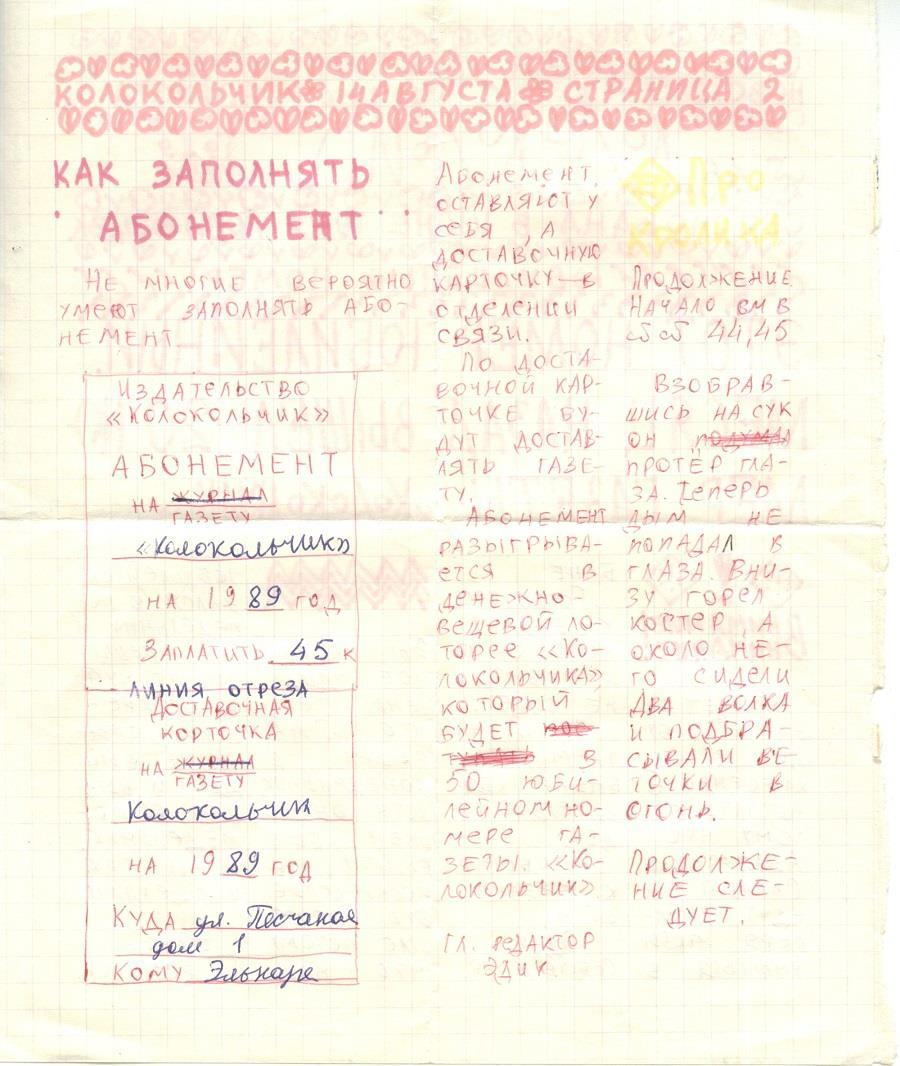 КОЛОКОЛЬЧИК 14 АВГУСТА СТРАНИЦА 2
КАК ЗАПОЛНЯТЬ
АБОНЕМЕНТ
НЕ МНОГИЕ ВЕРОЯТНО
УМЕЮТ ЗАПОЛНЯТЬ АБО-
НЕМЕНТ
ИЗДАТЕЛЬСТВО
«КОЛОКОЛЬЧИК»
АБОНЕМЕНТ
НА ЖУРНАЛ
ГАЗЕТУ
«Колокольчик»
НА 1989 ГОД
ЗАПЛАТИТЬ 45 К
ЛИНИЯ ОТРЕЗА
ДОСТАВОЧНАЯ
КОРТОЧКА
НА ЖУРНАЛ
ГАЗЕТУ
Колокольчик
НА 1989 ГОД
КУДА ул. Песчаная
дом 1
КОМУ Эльнаре
АБОНЕМЕНТ
ОСТАВЛЯЮТ У
СЕБЯ, А
ДОСТАВОЧНУЮ
КАРТОЧКУ — В
ОТДЕЛЕНИИ
СВЯЗИ.
ПО ДОСТА-
ВОЧНОЙ КАР-
ТОЧКЕ БУ-
ДУТ ДОСТАВ-
ЛЯТЬ ГАЗЕ-
ТУ.
АБОНЕМЕНТ
РАЗЫГРЫВА-
ЕТСЯ В
ДЕНЕЖНО-
ВЕЩЕВОЙ ЛО-
ТОРЕЕ «КО-
ЛОКОЛЬЧИКА»
КОТОРЫЙ
БУДЕТ
В
50 ЮБИ-
ЛЕЙНОМ НО-
МЕРЕ ГА-
ЗЕТЫ «КО-
ЛОКОЛЬЧИК»
ГЛ. РЕДАКТОР
ЭДИК
ПРО
КРОЛИКА
ПРОДОЛЖЕНИЕ
НАЧАЛО В
44,45
ВЗОБРАВ-
ШИСЬ НА СУК
ОН ПОДУМАЛ
ПРОТЁР ГЛА-
ЗА. ТЕПЕРЬ
ДЫМ НЕ
ПОПАДАЛ В
ГЛАЗА. ВНИ-
ЗУ ГОРЕЛ
КОСТЕР, А
ОКОЛО НЕ-
ГО СИДЕЛИ
ДВА ВОЛКА
И ПОДБРА-
СЫВАЛИ ВЕ-
ТОЧКИ В
ОГОНЬ.
ПРОДОЛЖЕ-
НИЕ СЛЕ-
ДУЕТ.